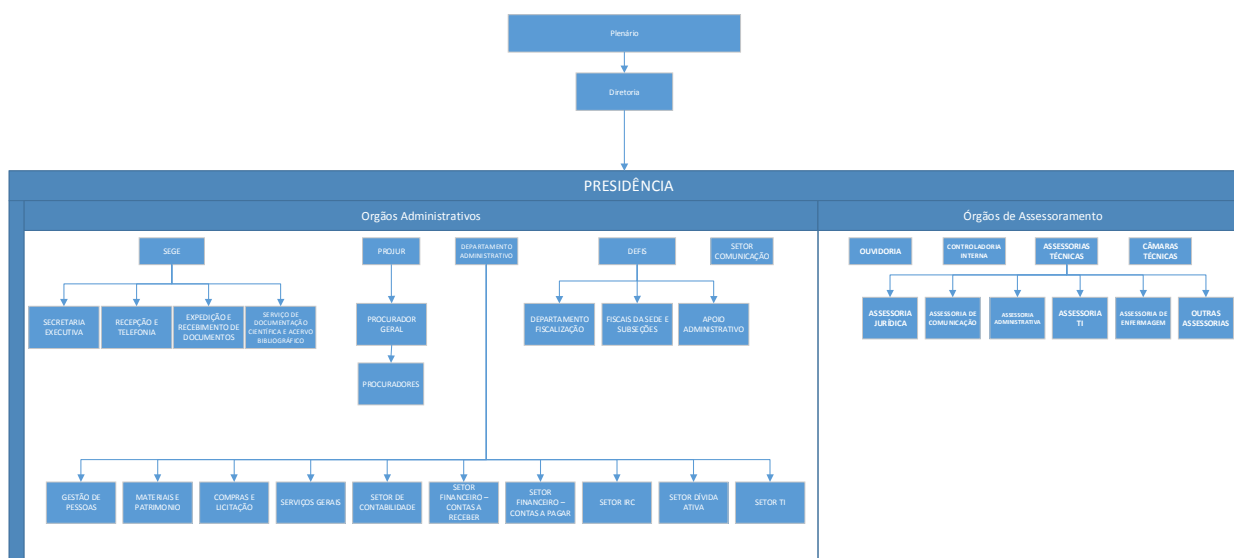 Plenário
Diretoria
PRESIDÊNCIA
Orgãos Administrativos
Órgãos de Assessoramento
SEGE
PROJUR
DEPARTAMENTO
ADMINISTRATIVO
DEFIS
SETOR
COMUNICAÇÃO
OUVIDORIA
CONTROLADORIA
INTERNA
ASSESSORIAS
TÉCNICAS
CÂMARAS
TÉCNICAS
SECRETARIA
EXECUTIVA
RECEPÇÃO E
TELEFONIA
EXPEDIÇÃO E
RECEBIMENTO DE
DOCUMENTOS
SERVIÇO DE
DOCUMENTAÇÃO
CIENTÍFICA E ACERVO
BIBLIOGRÁFICO
PROCURADOR
GERAL
PROCURADORES
DEPARTAMENTO
FISCALIZAÇÃO
FISCAIS DA SEDE E
SUBSEÇÕES
APOIO
ADMINISTRATIVO
ASSESSORIA
JURÍDICA
ASSESSORIA DE
COMUNICAÇÃO
ASSESSORIA
ADMINISTRATIVA
ASSESSORIA
TI
ASSESSORIA DE
ENFERMAGEM
OUTRAS
ASSESSORIAS
GESTÃO DE
PESSOAS
MATERIAIS E
PATRIMONIO
COMPRAS E
LICITAÇÃO
SERVIÇOS GERAIS
SETOR DE
CONTABILIDADE
SETOR
FINANCEIRO –
CONTAS A
RECEBER
SETOR
FINANCEIRO –
CONTAS A PAGAR
SETOR IRC
SETOR DÍVIDA
ATIVA
SETOR TI